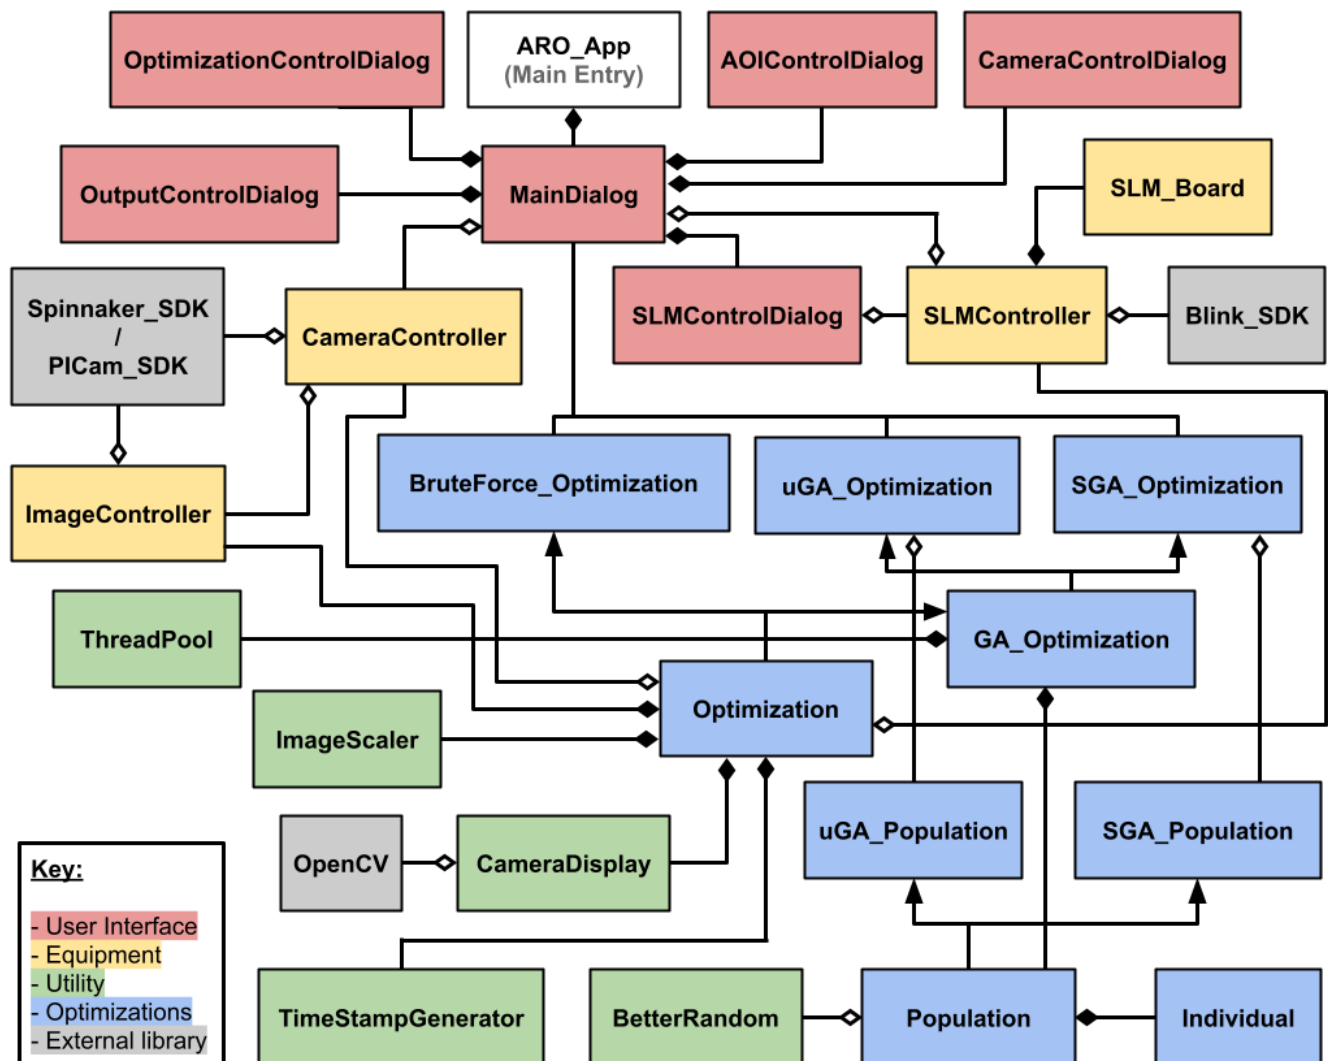 OptimizationControlDialog
ARO_App
(Main Entry)
AOIControlDialog
CameraControlDialog
OutputControlDialog
MainDialog
SLM_Board
Spinnaker_SDK
/
PICam_SDK
CameraController
SLMControlDialog
SLMController
Blink_SDK
ImageController
BruteForce_Optimization
uGA_Optimization
SGA_Optimization
ThreadPool
GA_Optimization
ImageScaler
Optimization
OpenCV
CameraDisplay
uGA_Population
SGA_Population
Key:
- User Interface
- Equipment
- Utility
- Optimizations
- External library
TimeStampGenerator
BetterRandom
Population
Individual